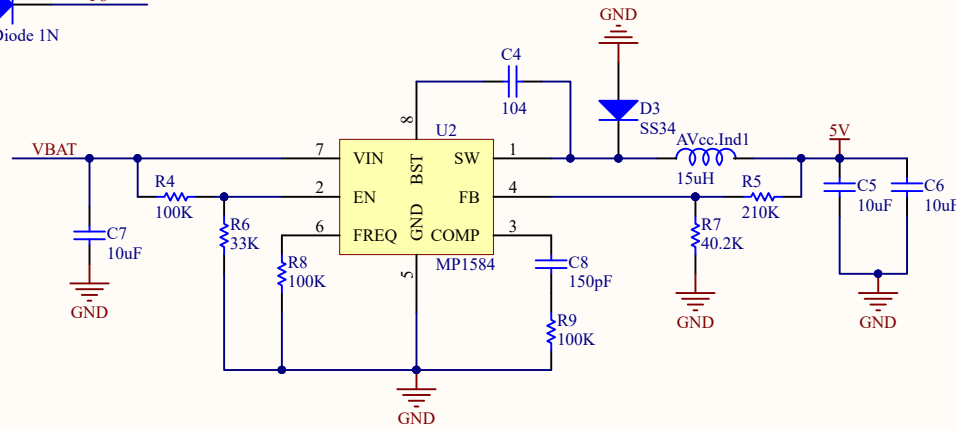 Diode 1N
GND
C4
104
D3
SS34
U2
8
VBAT
7
VIN
BST
SW
1
AVcc.Ind1
15uH
5V
R4
100K
2
EN
FB
4
R5
210K
C5
10uF
C6
10uF
R6
33K
6
FREQ
GND
COMP
3
R7
40.2K
C7
10uF
R8
100K
5
MP1584
C8
150pF
GND
GND
GND
R9
100K
GND